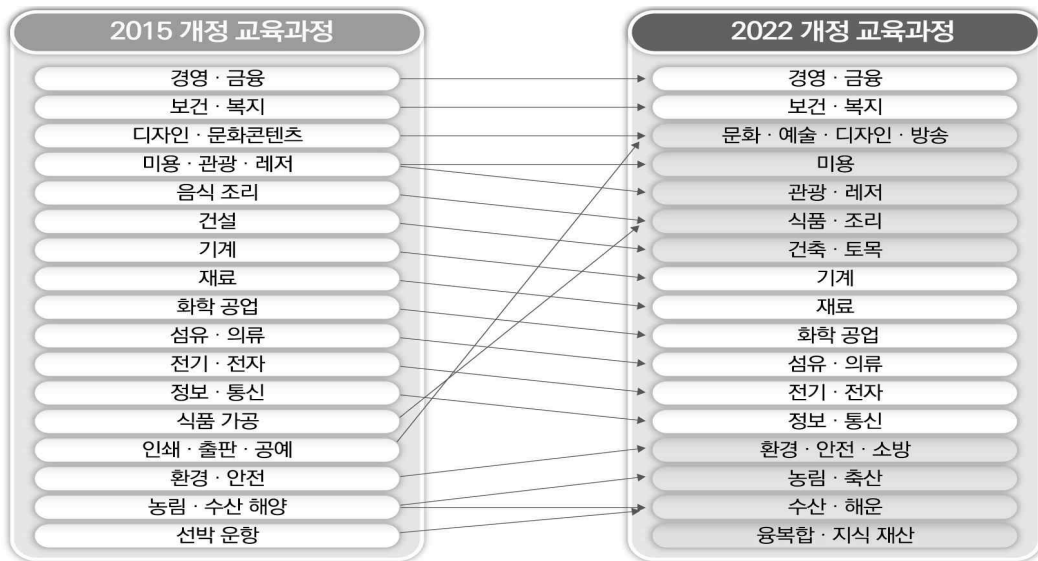 2015 개정 교육과정
경영 · 금융
보건 · 복지
디자인 · 문화콘텐츠
미용 · 관광 · 레저
음식 조리
건설
기계
재료
화학 공업
섬유 · 의류
전기 · 전자
정보 · 통신
식품 가공
인쇄 · 출판 · 공예
환경 · 안전
농림 · 수산 해양
선박 운항
2022 개정 교육과정
경영 · 금융
보건 · 복지
문화 · 예술 · 디자인 · 방송
미용
관광 · 레저
식품 · 조리
건축 · 토목
기계
재료
화학 공업
섬유 · 의류
전기 · 전자
정보 · 통신
환경 · 안전 · 소방
농림 · 축산
수산 · 해운
융복합 · 지식 재산